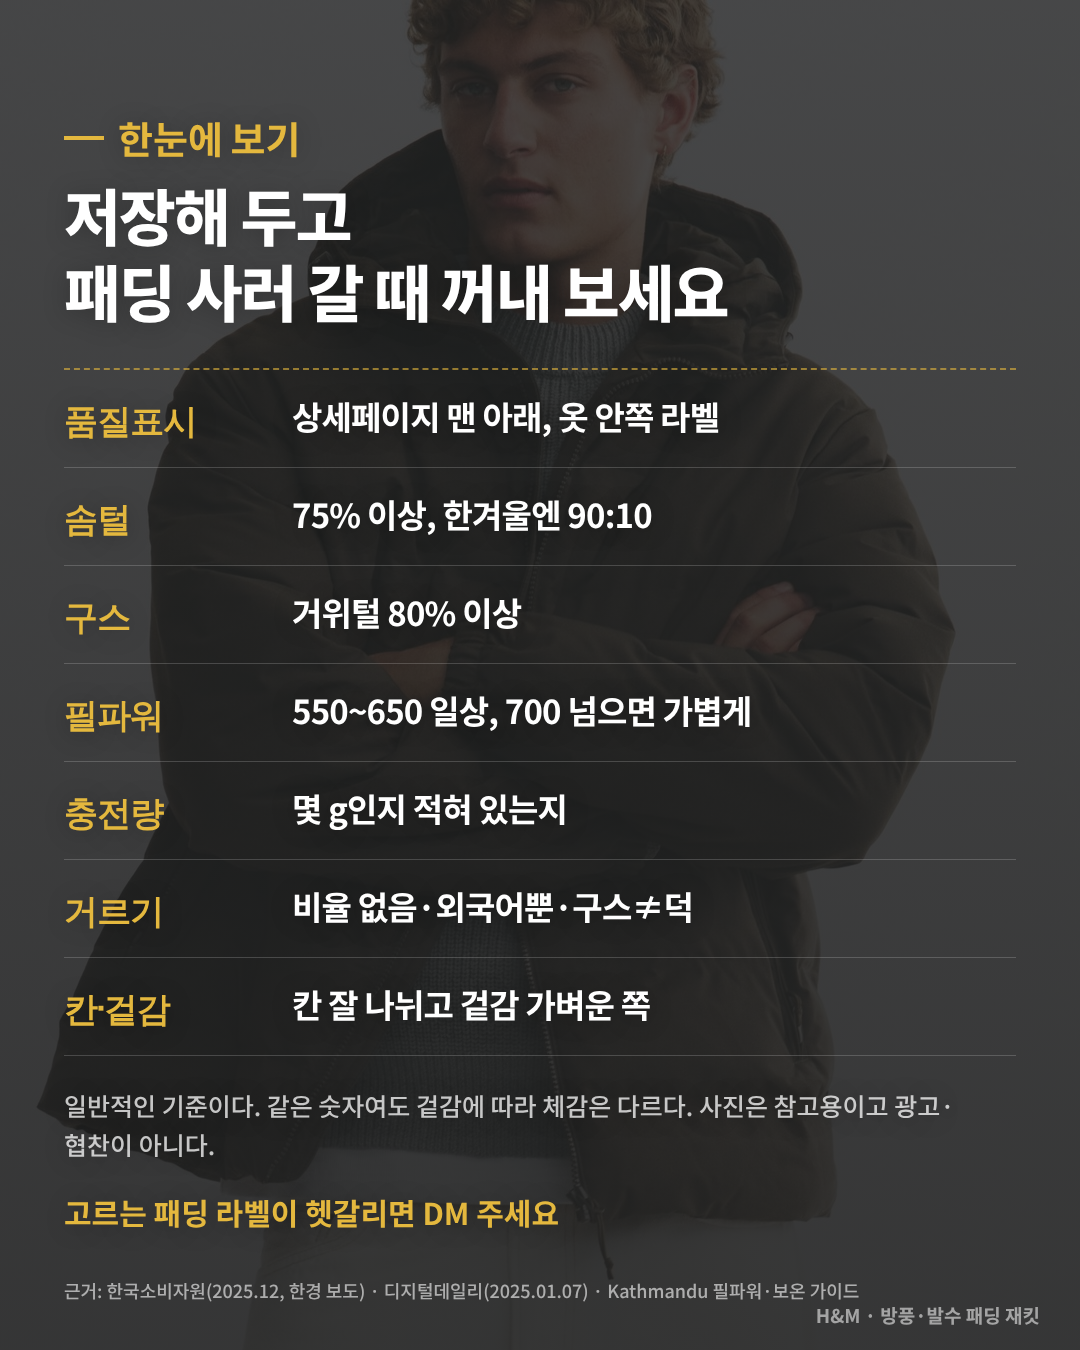 한눈에 보기
저장해 두고
패딩 사러 갈 때 꺼내 보세요
품질표시 상세페이지 맨 아래, 옷 안쪽 라벨
솜털 75% 이상, 한겨울엔 90:10
구스 거위털 80% 이상
필파워 550~650 일상, 700 넘으면 가볍게
충전량 몇 g인지 적혀 있는지
거르기 비율 없음·외국어뿐·구스≠덕
칸·겉감 칸 잘 나뉘고 겉감 가벼운 쪽
일반적인 기준이다. 같은 숫자여도 겉감에 따라 체감은 다르다. 사진은 참고용이고 광고·
협찬이 아니다.
고르는 패딩 라벨이 헷갈리면 DM 주세요
근거: 한국소비자원(2025.12, 한경 보도) · 디지털데일리(2025.01.07) · Kathmandu 필파워·보온 가이드
H&M · 방풍·발수 패딩 재킷